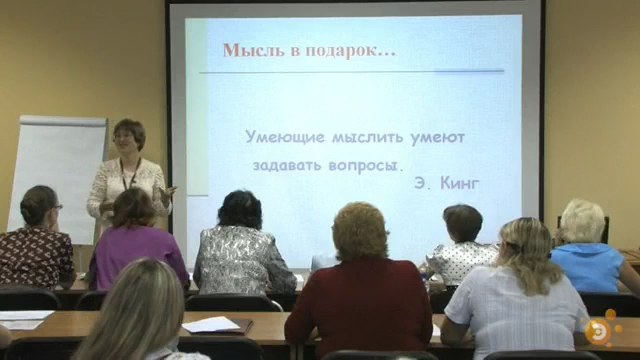 Мысль в подарок...
Умеющие мыслить умеют
задавать вопросы.
Э. Кинг
Э